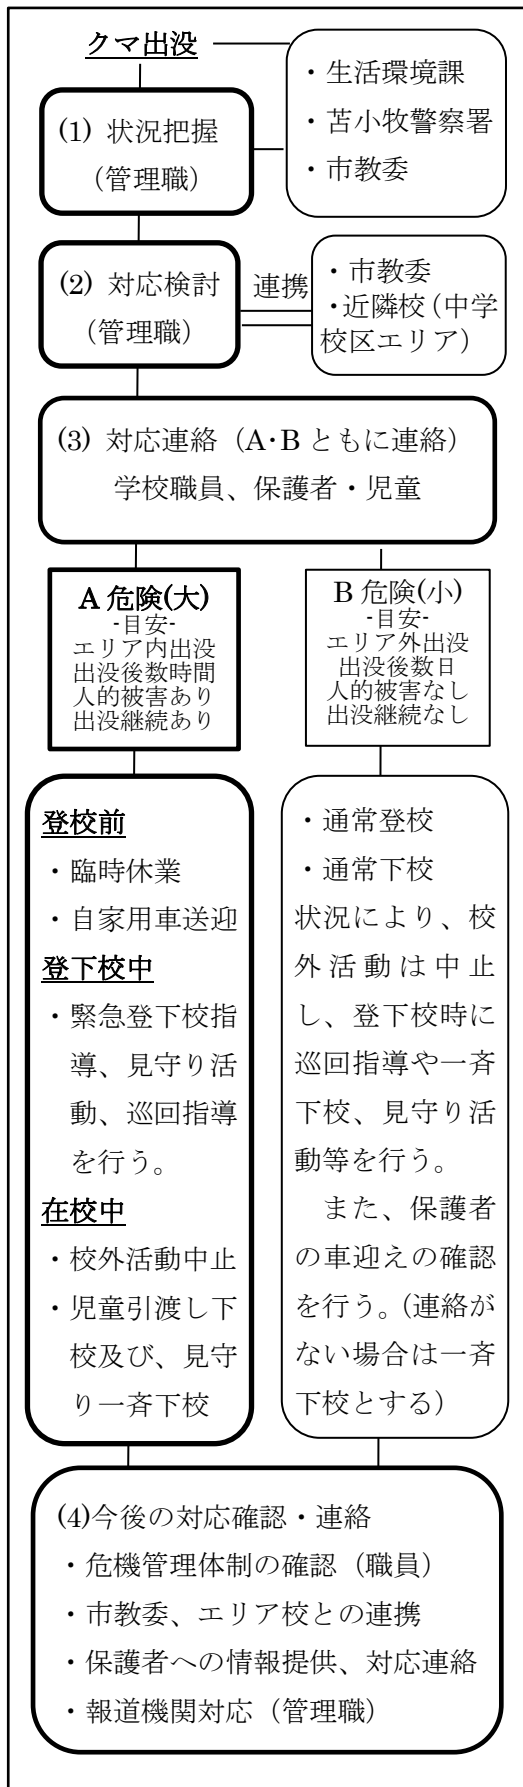 クマ出没
・生活環境課
・苫小牧警察署
・市教委
(1) 状況把握
（管理職）
(2) 対応検討
（管理職）
連携
・市教委
・近隣校（中学
校区エリア）
(3) 対応連絡（A･B ともに連絡）
学校職員、保護者・児童
A 危険(大)
-目安-
エリア内出没
出没後数時間
人的被害あり
出没継続あり
B 危険(小)
-目安-
エリア外出没
出没後数日
人的被害なし
出没継続なし
登校前
・臨時休業
・自家用車送迎
登下校中
・緊急登下校指
導、見守り活
動、巡回指導
を行う。
在校中
・校外活動中止
・児童引渡し下
校及び、見守
り一斉下校
・通常登校
・通常下校
状況により、校
外活動は中止
し、登下校時に
巡回指導や一斉
下校、見守り活
動等を行う。
また、保護者
の車迎えの確認
を行う。（連絡が
ない場合は一斉
下校とする）
(4)今後の対応確認・連絡
・危機管理体制の確認（職員）
・市教委、エリア校との連携
・保護者への情報提供、対応連絡
・報道機関対応（管理職）